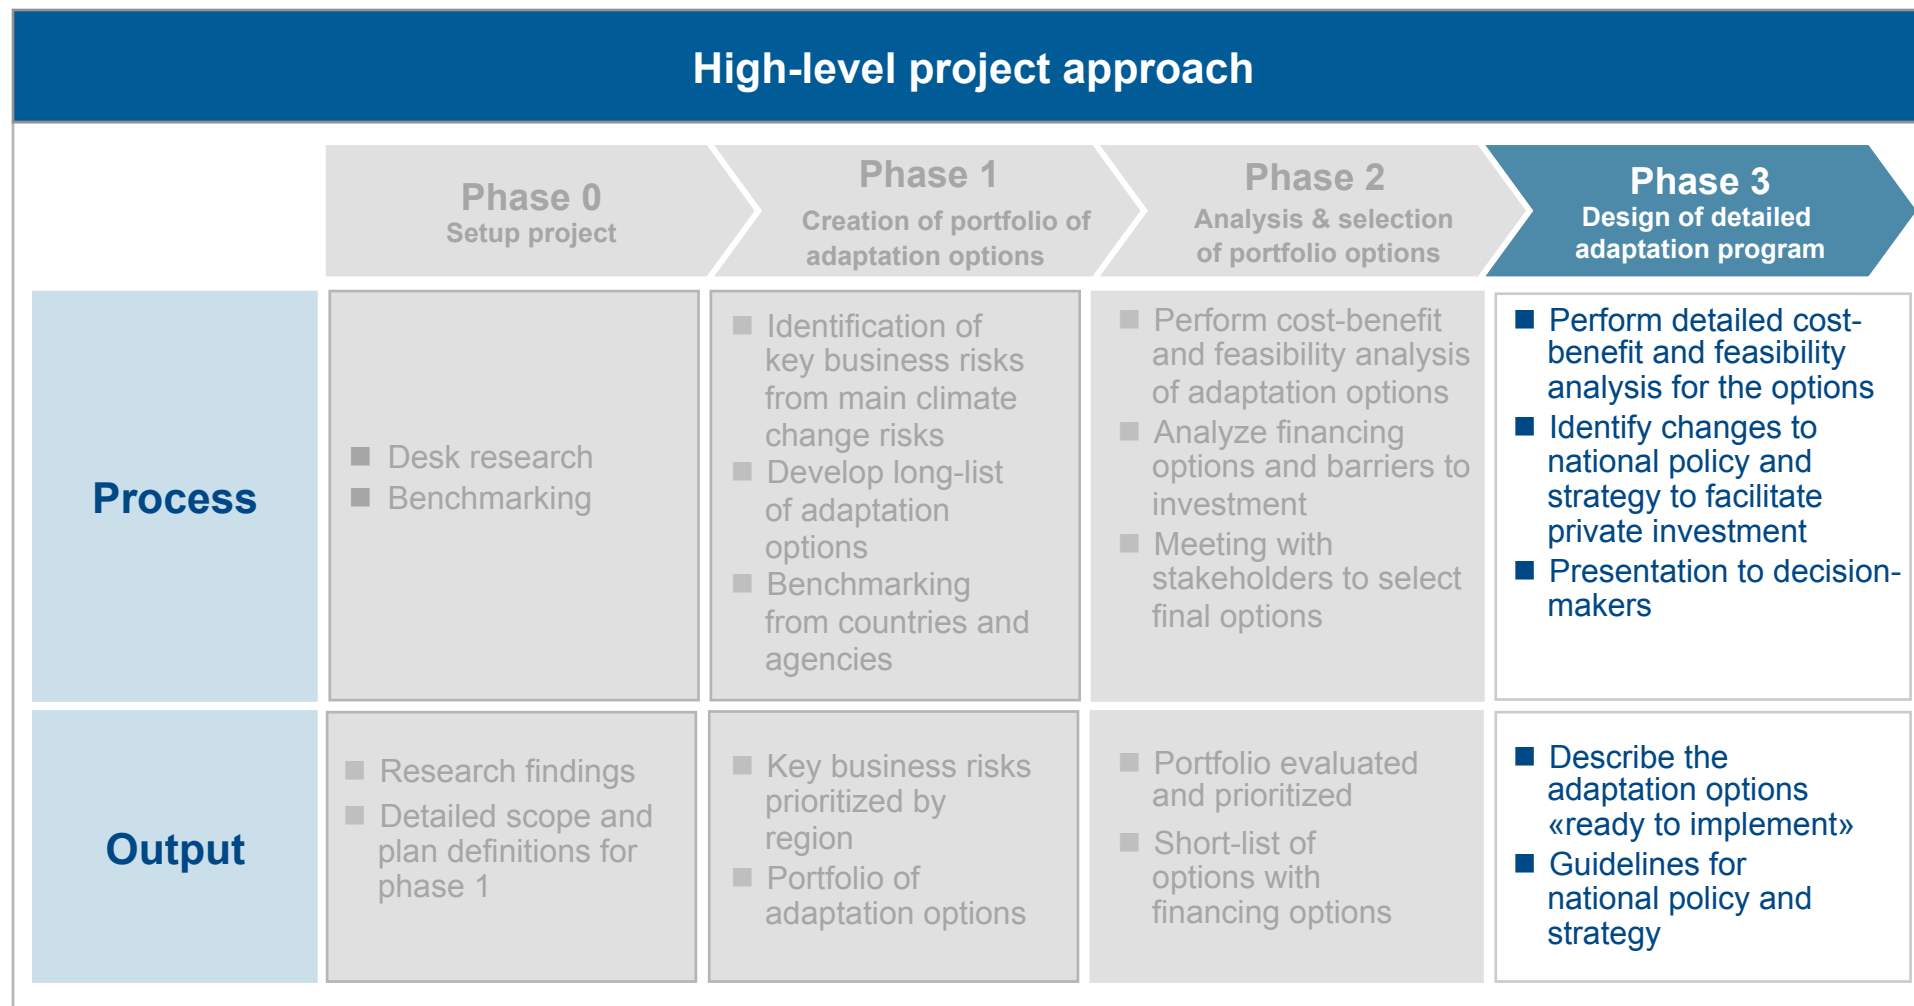 High-level project approach
Phase 0
Setup project
Phase 1
Creation of portfolio of
adaptation options
Phase 2
Analysis & selection
of portfolio options
Phase 3
Design of detailed
adaptation program
Process
Desk research
Benchmarking
Identification of
key business risks
from main climate
change risks
Develop long-list
of adaptation
options
Benchmarking
from countries and
agencies
Perform cost-benefit
and feasibility analysis
of adaptation options
Analyze financing
options and barriers to
investment
Meeting with
stakeholders to select
final options
Perform detailed cost-
benefit and feasibility
analysis for the options
Identify changes to
national policy and
strategy to facilitate
private investment
Presentation to decision-
makers
Output
Research findings
Detailed scope and
plan definitions for
phase 1
Key business risks
prioritized by
region
Portfolio of
adaptation options
Portfolio evaluated
and prioritized
Short-list of
options with
financing options
Describe the
adaptation options
«ready to implement»
Guidelines for
national policy and
strategy